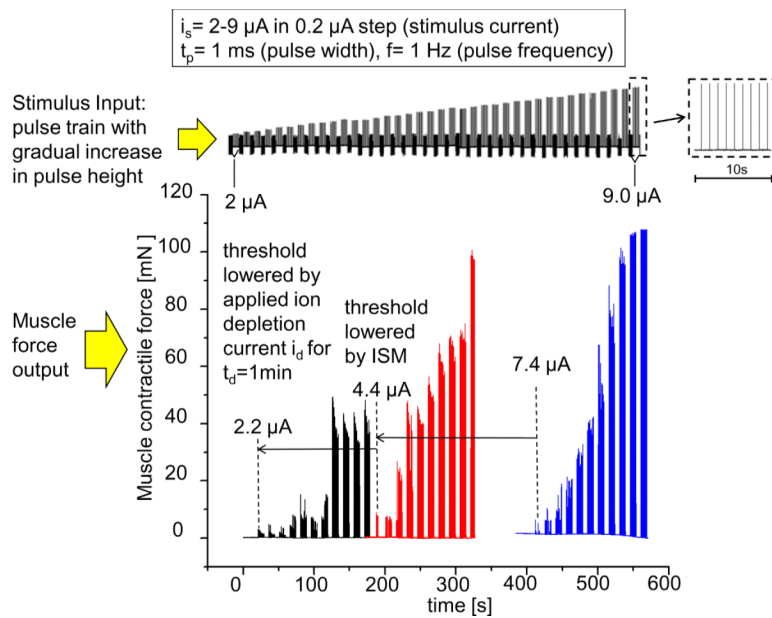 iₛ= 2-9 µA in 0.2 µA step (stimulus current)
tₚ= 1 ms (pulse width), f= 1 Hz (pulse frequency)
Stimulus Input:
pulse train with
gradual increase
in pulse height
10s
2 µA
9.0 µA
Muscle
force
output
Muscle contractile force [mN]
120
100
80
60
40
20
0
threshold
lowered by
applied ion
depletion
current i_d for
t_d=1min
threshold
lowered
by ISM
2.2 µA
4.4 µA
7.4 µA
0 100 200 300 400 500 600
time [s]